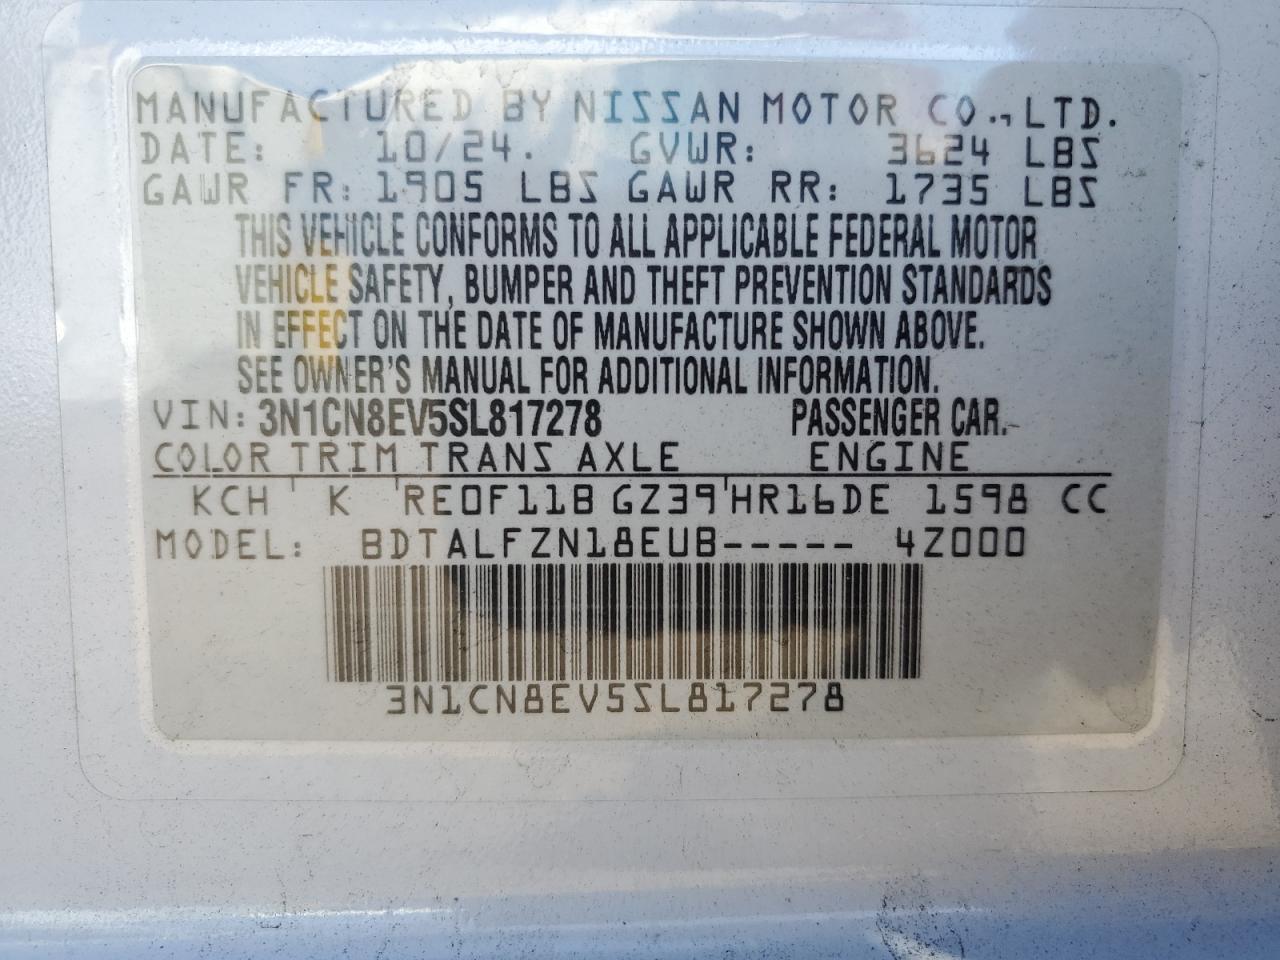 MANUFACTURED BY NISSAN MOTOR CO., LTD.
DATE: 10/24. GVWR: 3624 LBS
GAWR FR: 1905 LBS GAWR RR: 1735 LBS
THIS VEHICLE CONFORMS TO ALL APPLICABLE FEDERAL MOTOR
VEHICLE SAFETY, BUMPER AND THEFT PREVENTION STANDARDS
IN EFFECT ON THE DATE OF MANUFACTURE SHOWN ABOVE.
SEE OWNER'S MANUAL FOR ADDITIONAL INFORMATION.
VIN: 3N1CN8EV5SL817278 PASSENGER CAR.
COLOR TRIM TRANS AXLE ENGINE
KCH K RE0F11B GZ39 HR16DE 1598 CC
MODEL: BDTALFZN18EUB----- 4Z000
3N1CN8EV5SL817278